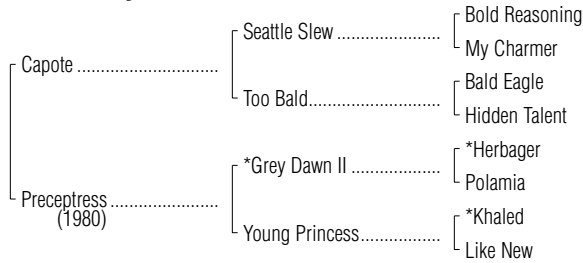 Bold Reasoning
Seattle Slew ........................
My Charmer
Capote .................................
Bald Eagle
Too Bald...............................
Hidden Talent
*Grey Dawn II .....................
*Herbager
Polamia
Preceptress .........................
(1980)
*Khaled
Young Princess...................
Like New